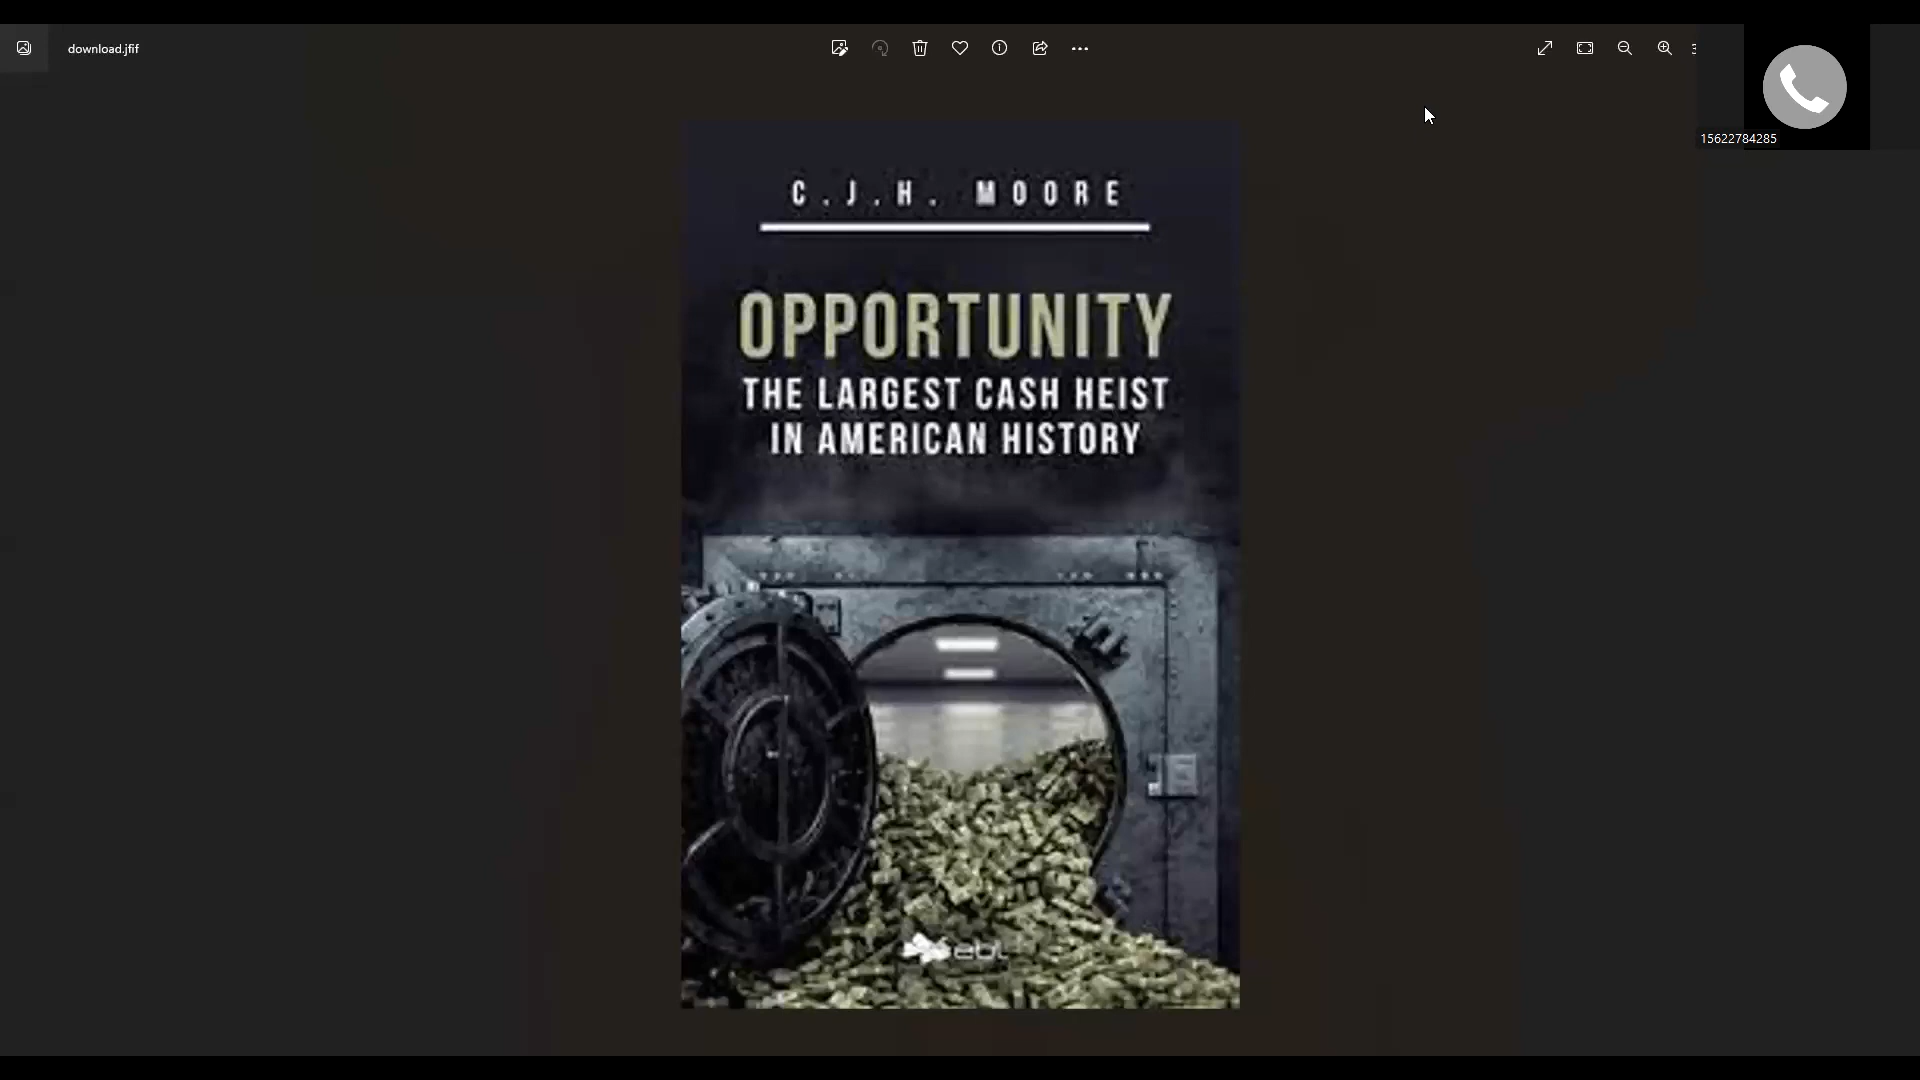 download.jfif
15622784285
C.J.H. MOORE
OPPORTUNITY
THE LARGEST CASH HEIST
IN AMERICAN HISTORY
ebl